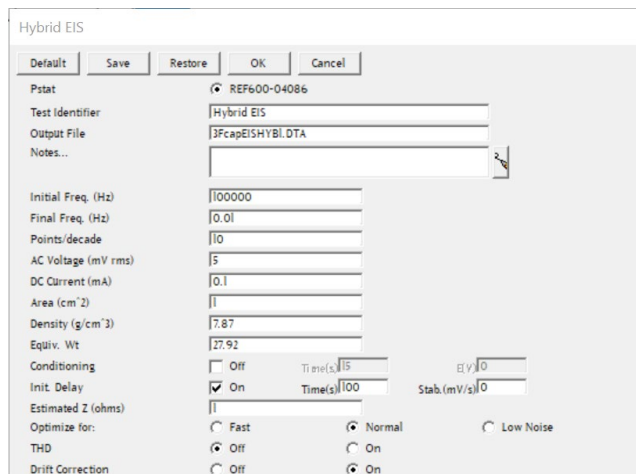 Hybrid EIS
Default Save Restore OK Cancel
Pstat REF600-04086
Test Identifier Hybrid EIS
Output File 3FcapEISHYBl.DTA
Notes...
Initial Freq. (Hz) 100000
Final Freq. (Hz) 0.01
Points/decade 10
AC Voltage (mV rms) 5
DC Current (mA) 0.1
Area (cm^2) 1
Density (g/cm^3) 7.87
Equiv. Wt 27.92
Conditioning Off Time(s) 15 E(V) 0
Init. Delay On Time(s) 100 Stab.(mV/s) 0
Estimated Z (ohms) 1
Optimize for: Fast Normal Low Noise
THD Off On
Drift Correction Off On